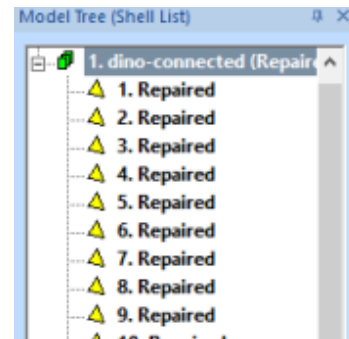 Model Tree (Shell List)
1. dino-connected (Repaire
1. Repaired
2. Repaired
3. Repaired
4. Repaired
5. Repaired
6. Repaired
7. Repaired
8. Repaired
9. Repaired